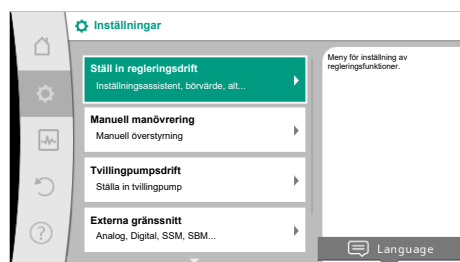 Inställningar
Ställ in regleringsdrift
Inställningsassistent, börvärde, alt...
Manuell manövrering
Manuell överstyrning
Tvillingpumpsdrift
Ställa in tvillingpump
Externa gränssnitt
Analog, Digital, SSM, SBM...
Meny för inställning av
regleringsfunktioner.
Language